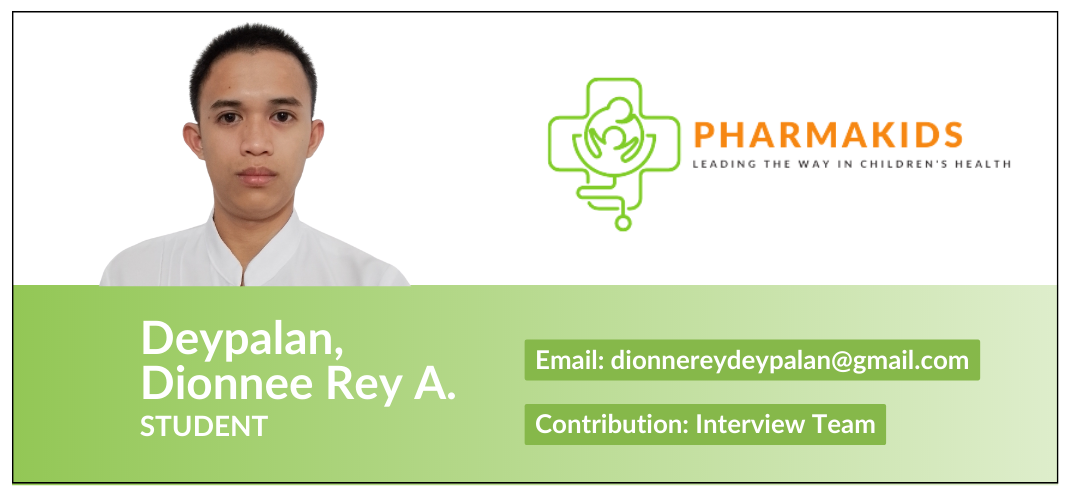 PHARMAKIDS
LEADING THE WAY IN CHILDREN'S HEALTH
Deypalan,
Dionnee Rey A.
STUDENT
Email: dionnereydeypalan@gmail.com
Contribution: Interview Team